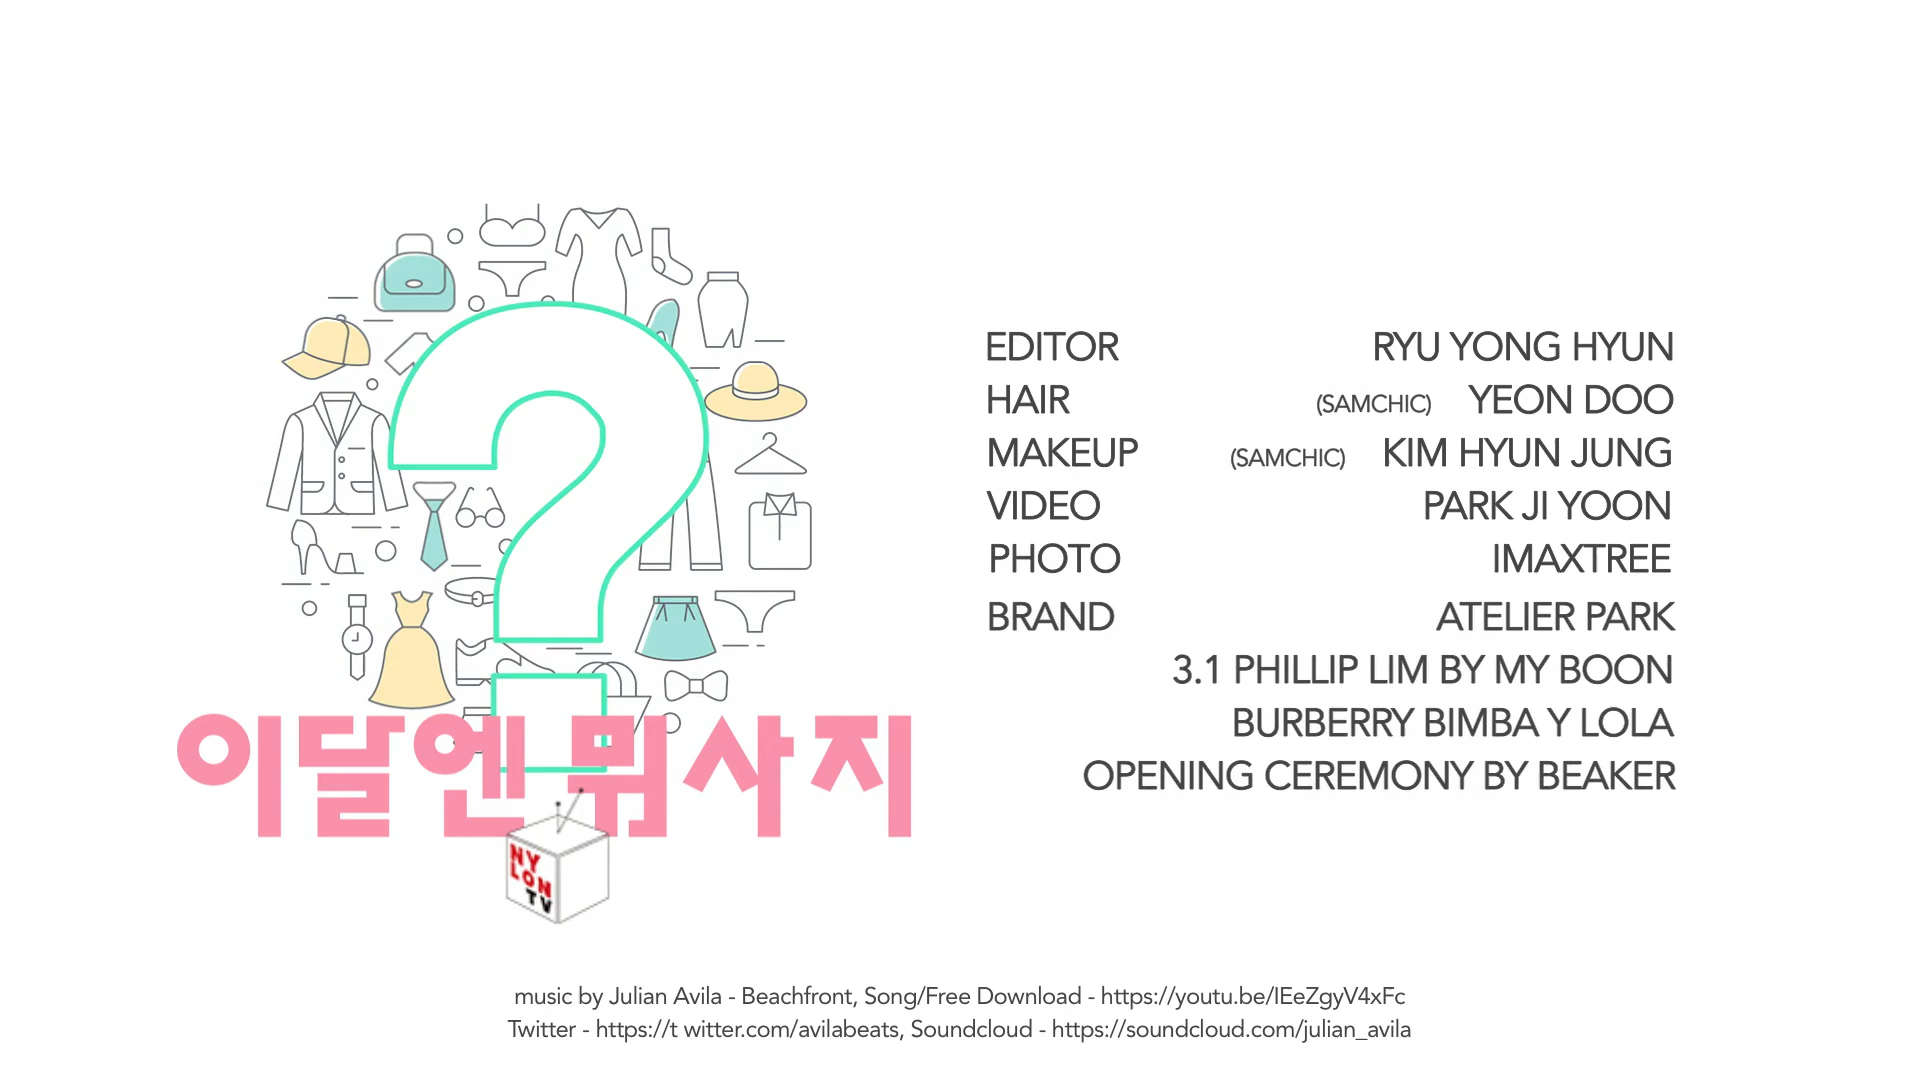 이달엔 뭐사지
NY
LON
TV
EDITOR RYU YONG HYUN
HAIR (SAMCHIC) YEON DOO
MAKEUP (SAMCHIC) KIM HYUN JUNG
VIDEO PARK JI YOON
PHOTO IMAXTREE
BRAND ATELIER PARK
3.1 PHILLIP LIM BY MY BOON
BURBERRY BIMBA Y LOLA
OPENING CEREMONY BY BEAKER
music by Julian Avila - Beachfront, Song/Free Download - https://youtu.be/IEeZgyV4xFc
Twitter - https://t witter.com/avilabeats, Soundcloud - https://soundcloud.com/julian_avila